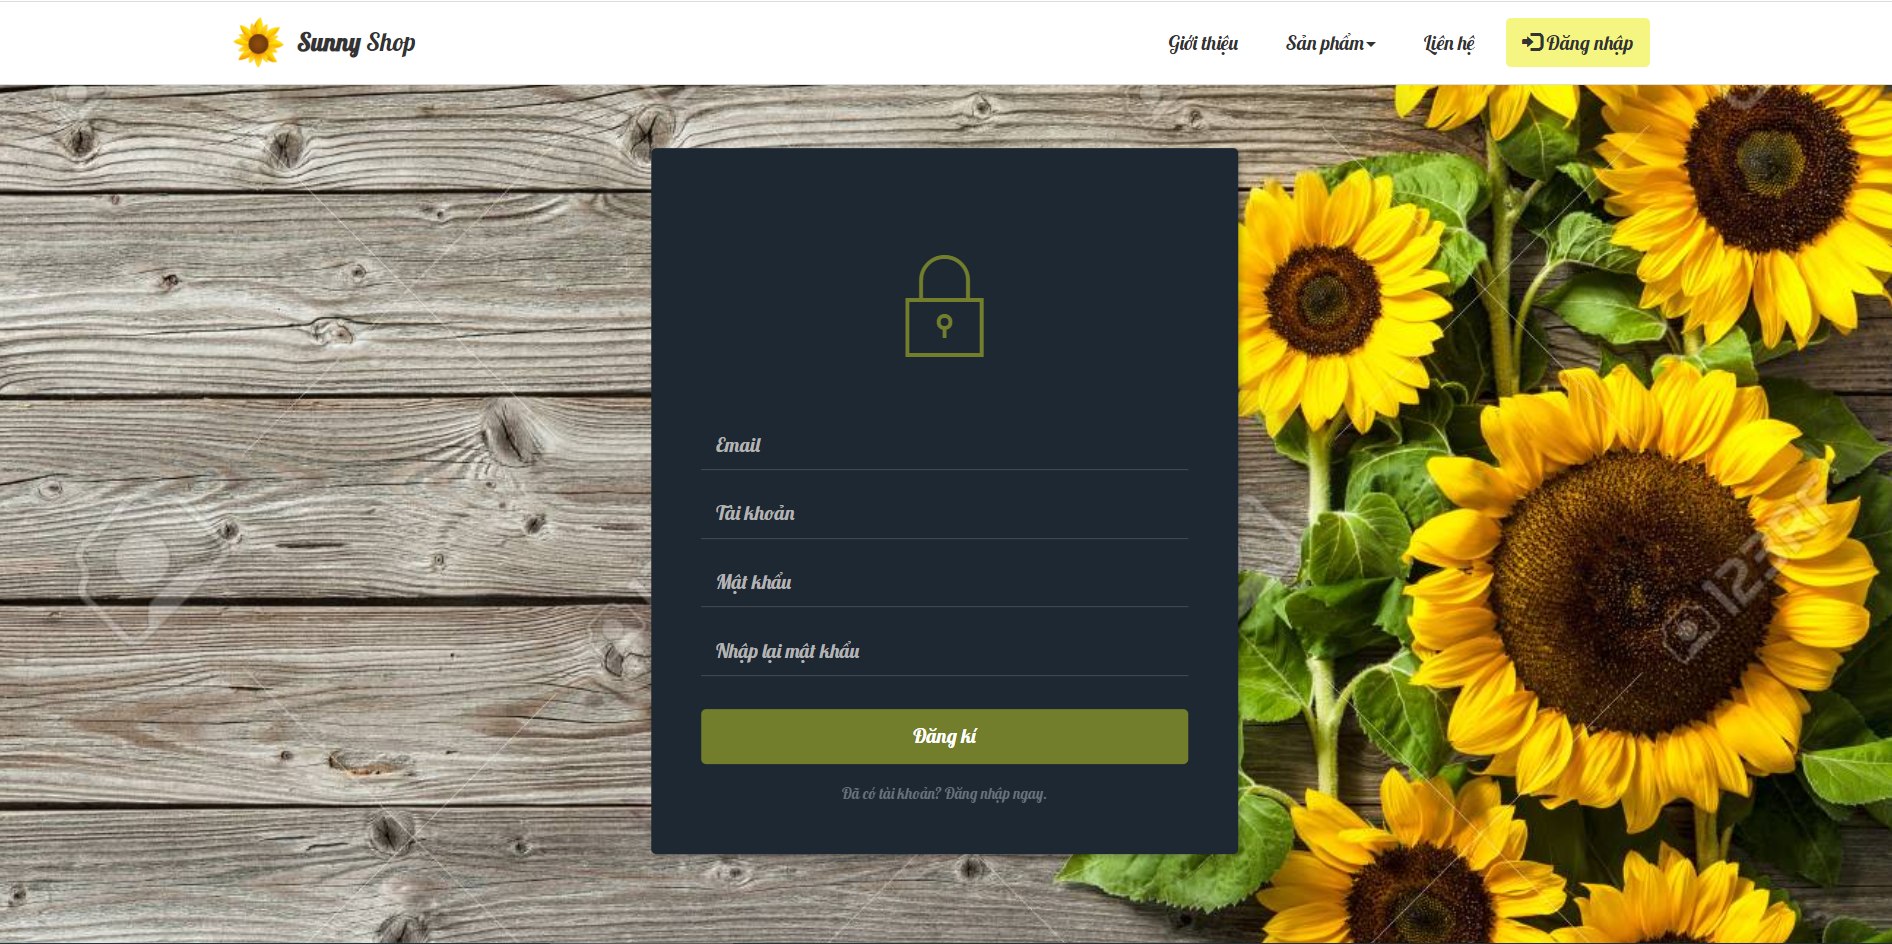 Sunny Shop
Giới thiệu
Sản phẩm
Liên hệ
Đăng nhập
Email
Tài khoản
Mật khẩu
Nhập lại mật khẩu
Đăng kí
Đã có tài khoản? Đăng nhập ngay.
123RF